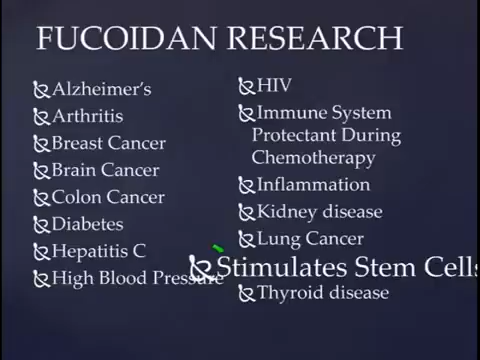 FUCOIDAN RESEARCH
Alzheimer's
Arthritis
Breast Cancer
Brain Cancer
Colon Cancer
Diabetes
Hepatitis C
High Blood Pressure
HIV
Immune System
Protectant During
Chemotherapy
Inflammation
Kidney disease
Lung Cancer
Stimulates Stem Cells
Thyroid disease